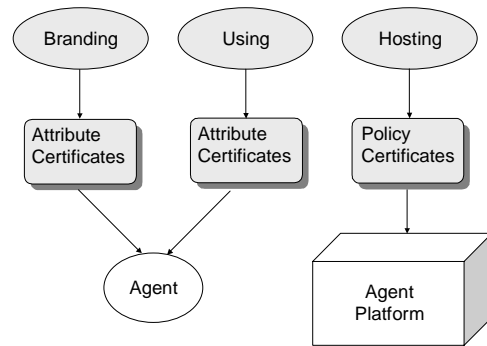 Branding
Using
Hosting
Attribute
Certificates
Attribute
Certificates
Policy
Certificates
Agent
Agent
Platform